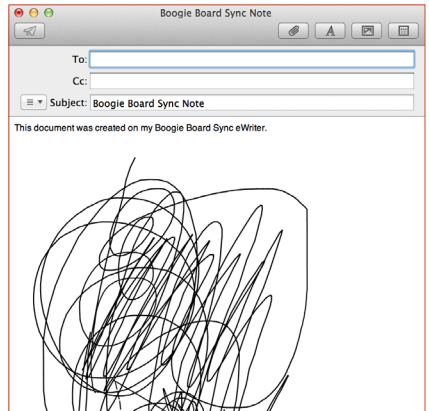 Boogie Board Sync Note
To:
Cc:
Subject: Boogie Board Sync Note
This document was created on my Boogie Board Sync eWriter.